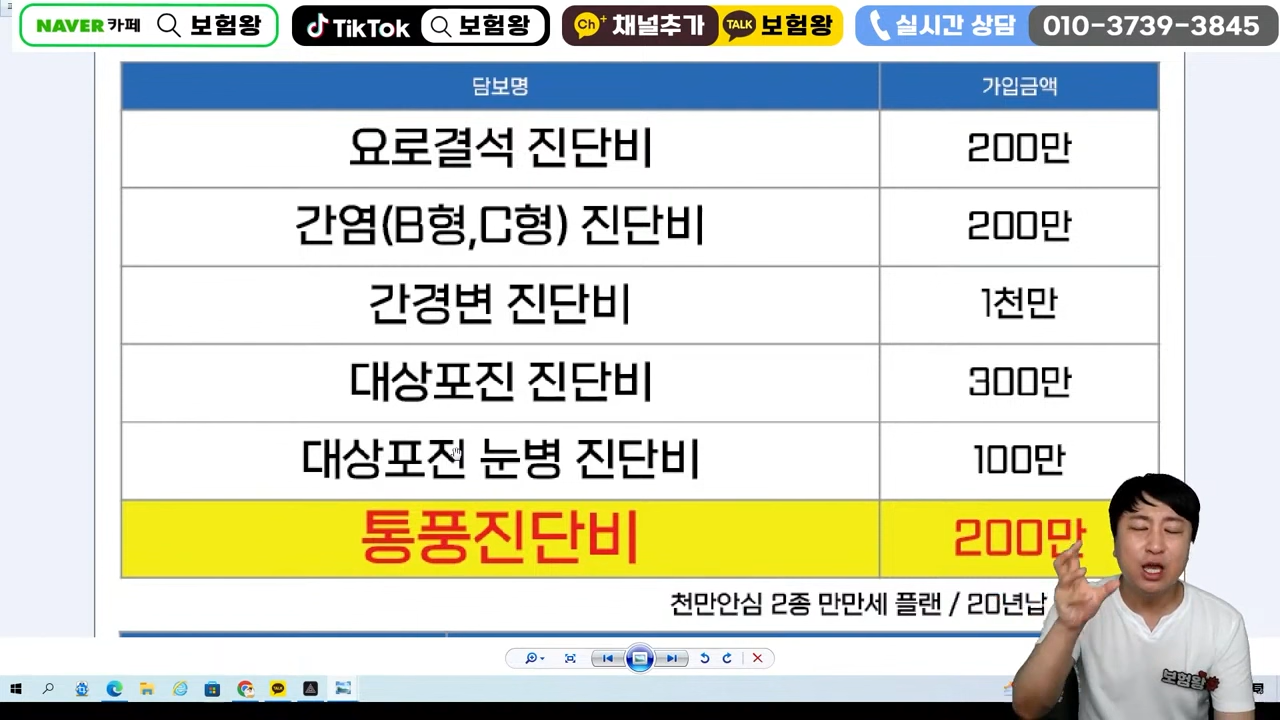 NAVER 카페 보험왕 TikTok 보험왕 Ch+ 채널추가 TALK 보험왕 실시간 상담 010-3739-3845
담보명 가입금액
요로결석 진단비 200만
간염(B형,C형) 진단비 200만
간경변 진단비 1천만
대상포진 진단비 300만
대상포진 눈병 진단비 100만
통풍진단비 200만
천만안심 2종 만만세 플랜 / 20년납
보험왕